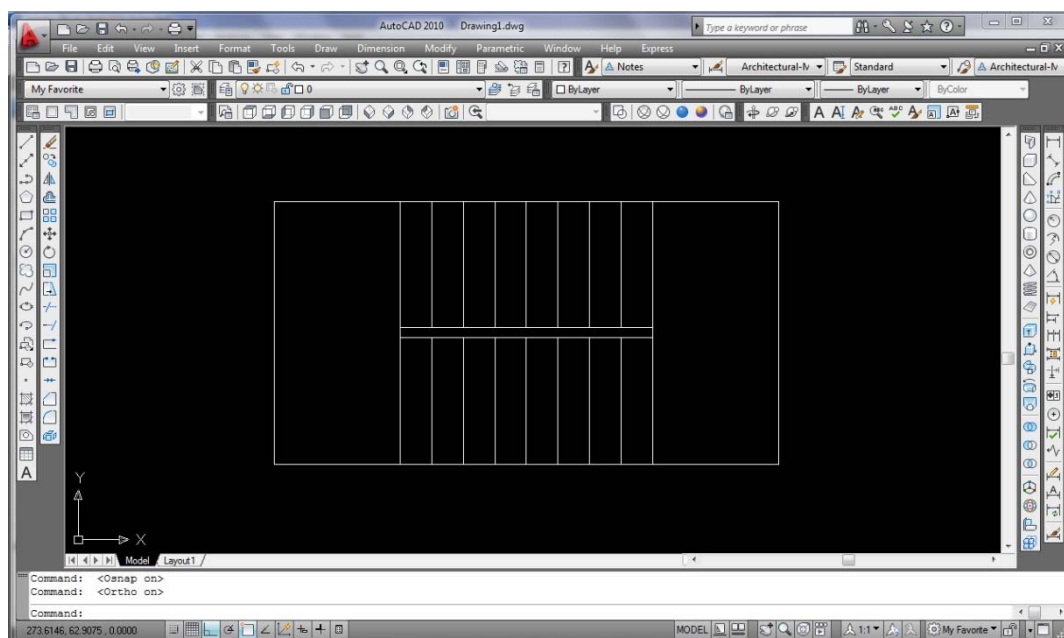 AutoCAD 2010 Drawing1.dwg
Type a keyword or phrase
File Edit View Insert Format Tools Draw Dimension Modify Parametric Window Help Express
Notes Architectural-N Standard Architectural-N
My Favorite 0 ByLayer ByLayer ByLayer ByColor
Y
X
A
Model Layout1
Command: <Osnap on>
Command: <Ortho on>
Command:
273.6146, 62.9075, 0.0000 MODEL 1:1 My Favorite